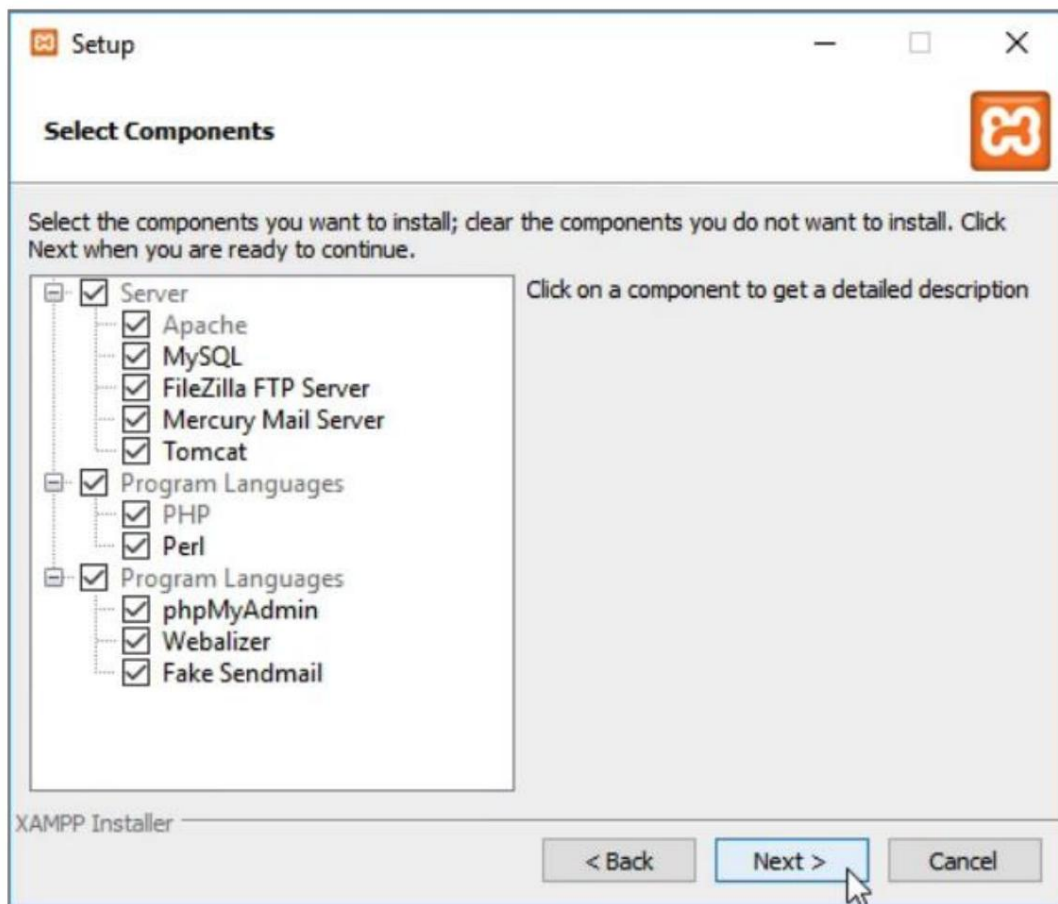 Setup
Select Components
Select the components you want to install; clear the components you do not want to install. Click
Next when you are ready to continue.
Server
Apache
MySQL
FileZilla FTP Server
Mercury Mail Server
Tomcat
Program Languages
PHP
Perl
Program Languages
phpMyAdmin
Webalizer
Fake Sendmail
Click on a component to get a detailed description
XAMPP Installer
< Back
Next >
Cancel